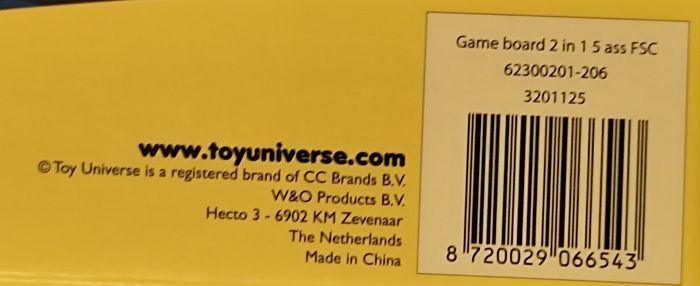 www.toyuniverse.com
© Toy Universe is a registered brand of CC Brands B.V.
W&O Products B.V.
Hecto 3 - 6902 KM Zevenaar
The Netherlands
Made in China
Game board 2 in 1 5 ass FSC
62300201-206
3201125
8 720029 066543